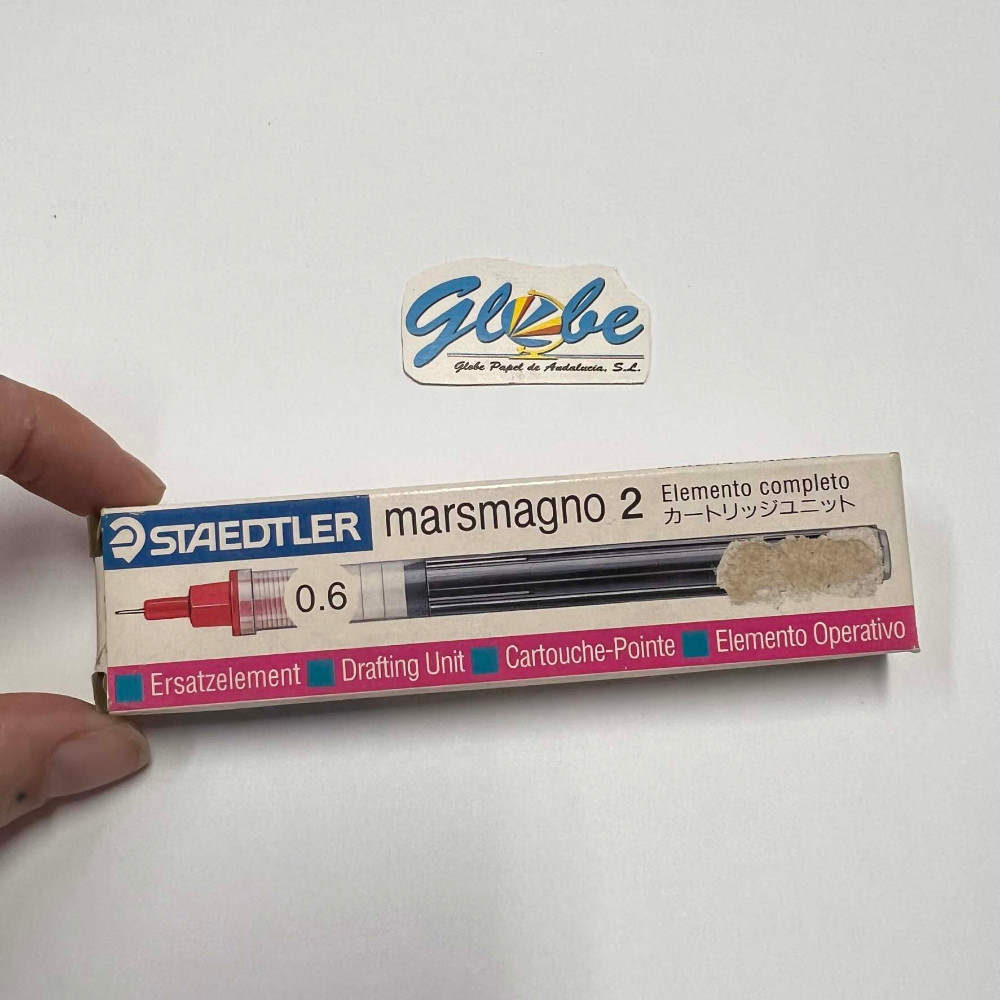 Globe
Globe Papel de Andalucia, S.L.
STAEDTLER
marsmagno 2
Elemento completo
カートリッジユニット
0.6
Ersatzelement Drafting Unit Cartouche-Pointe Elemento Operativo